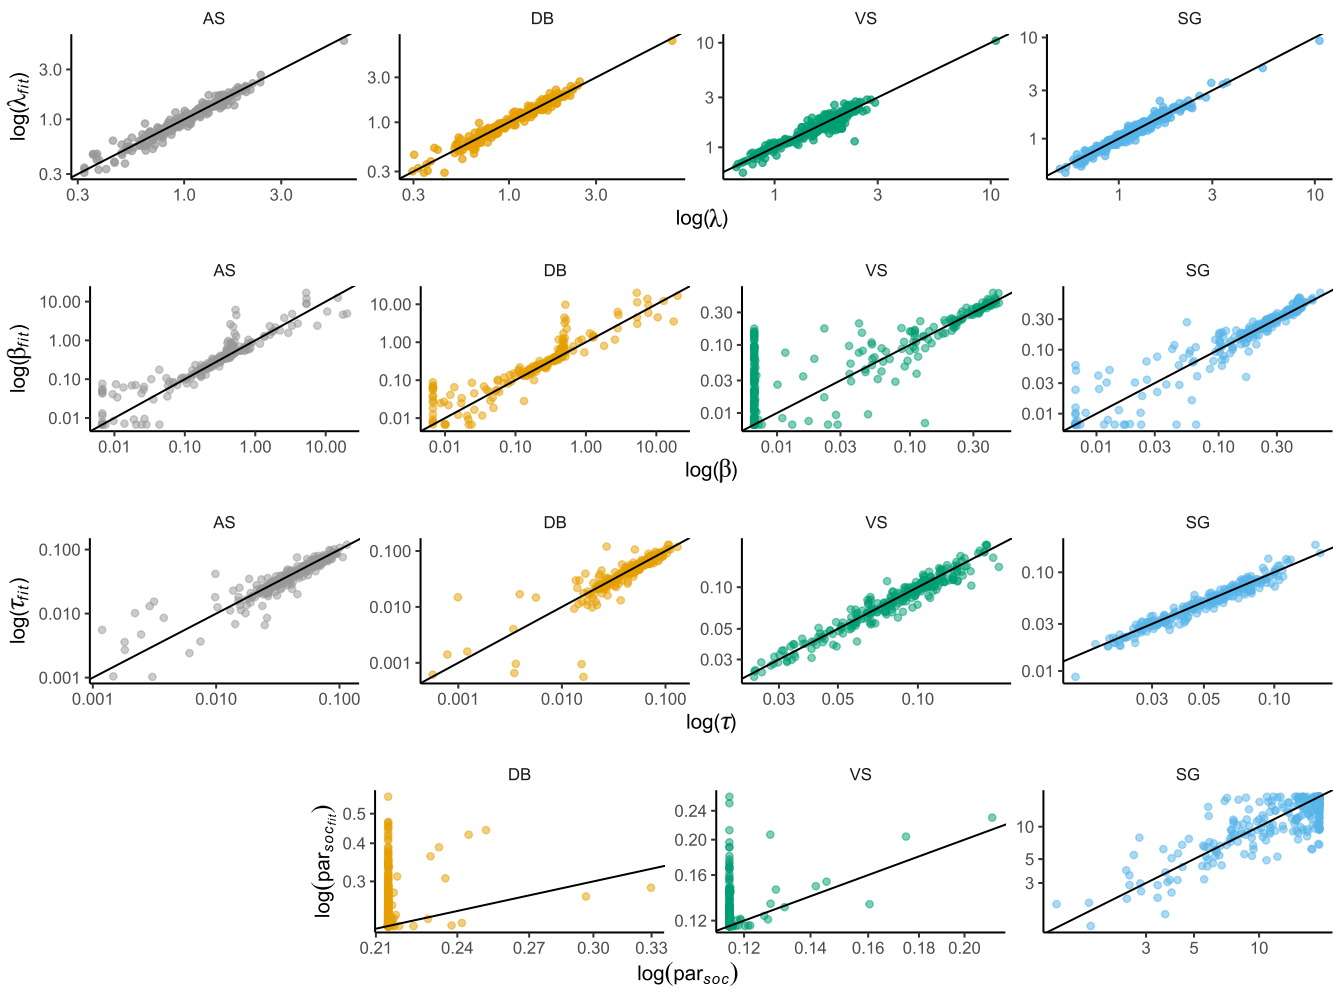 AS DB VS SG
log(λfit)
3.0 1.0 0.3
3.0 1.0 0.3
10 3 1
10 3 1
0.3 1.0 3.0 0.3 1.0 3.0 1 3 10 1 3 10
log(λ)
AS DB VS SG
log(βfit)
10.00 1.00 0.10 0.01
10.00 1.00 0.10 0.01
0.30 0.10 0.03 0.01
0.30 0.10 0.03 0.01
0.01 0.10 1.00 10.00 0.01 0.10 1.00 10.00 0.01 0.03 0.10 0.30 0.01 0.03 0.10 0.30
log(β)
AS DB VS SG
log(τfit)
0.100 0.010 0.001
0.100 0.010 0.001
0.10 0.05 0.03
0.10 0.03 0.01
0.001 0.010 0.100 0.001 0.010 0.100 0.03 0.05 0.10 0.03 0.05 0.10
log(τ)
DB VS SG
log(parsocfit)
0.5 0.4 0.3
0.24 0.20 0.16 0.12
10 5 3
0.21 0.24 0.27 0.30 0.33 0.12 0.14 0.16 0.18 0.20 3 5 10
log(parsoc)